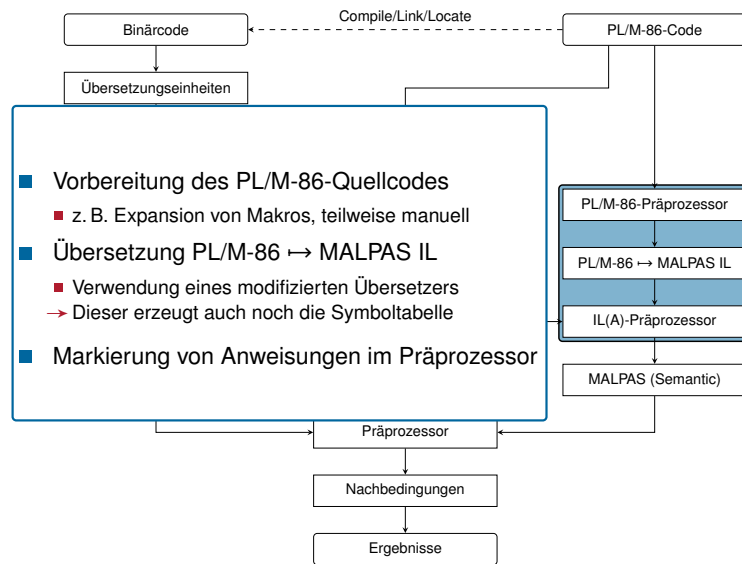 Compile/Link/Locate
Binärcode
PL/M-86-Code
Übersetzungseinheiten
Vorbereitung des PL/M-86-Quellcodes
z. B. Expansion von Makros, teilweise manuell
Übersetzung PL/M-86 ↦ MALPAS IL
Verwendung eines modifizierten Übersetzers
→ Dieser erzeugt auch noch die Symboltabelle
Markierung von Anweisungen im Präprozessor
PL/M-86-Präprozessor
PL/M-86 ↦ MALPAS IL
IL(A)-Präprozessor
MALPAS (Semantic)
Präprozessor
Nachbedingungen
Ergebnisse